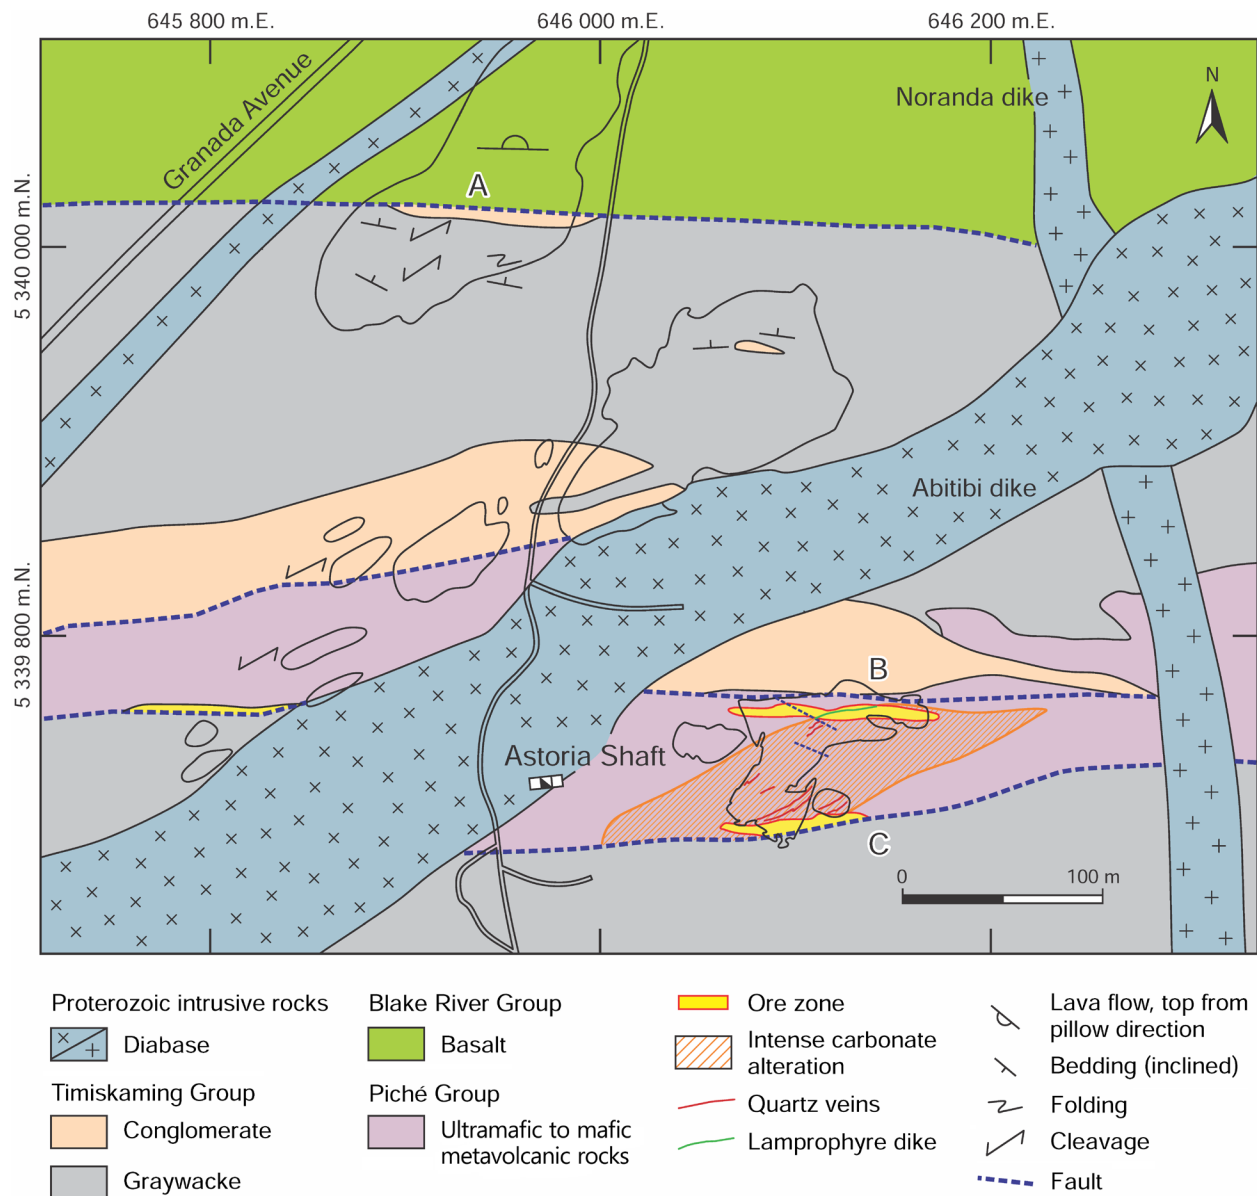 645 800 m.E.
646 000 m.E.
646 200 m.E.
Granada Avenue
Noranda dike
N
A
5 340 000 m.N.
Abitibi dike
5 339 800 m.N.
B
Astoria Shaft
C
0
100 m
Proterozoic intrusive rocks
Diabase
Timiskaming Group
Conglomerate
Graywacke
Blake River Group
Basalt
Piché Group
Ultramafic to mafic
metavolcanic rocks
Ore zone
Intense carbonate
alteration
Quartz veins
Lamprophyre dike
Lava flow, top from
pillow direction
Bedding (inclined)
Folding
Cleavage
Fault